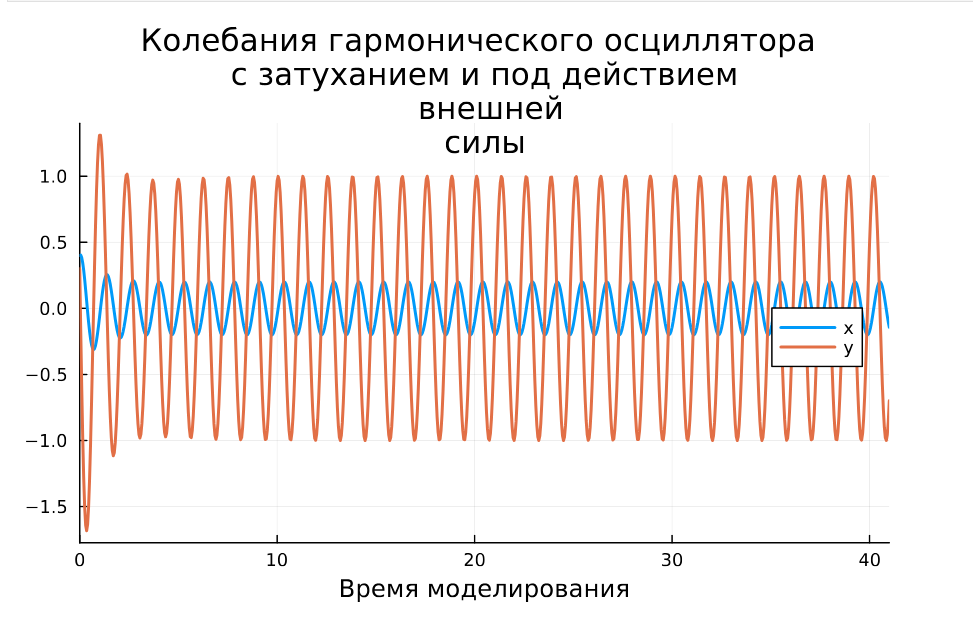 Колебания гармонического осциллятора
с затуханием и под действием
внешней
силы
1.0
0.5
0.0
−0.5
−1.0
−1.5
x
y
0 10 20 30 40
Время моделирования